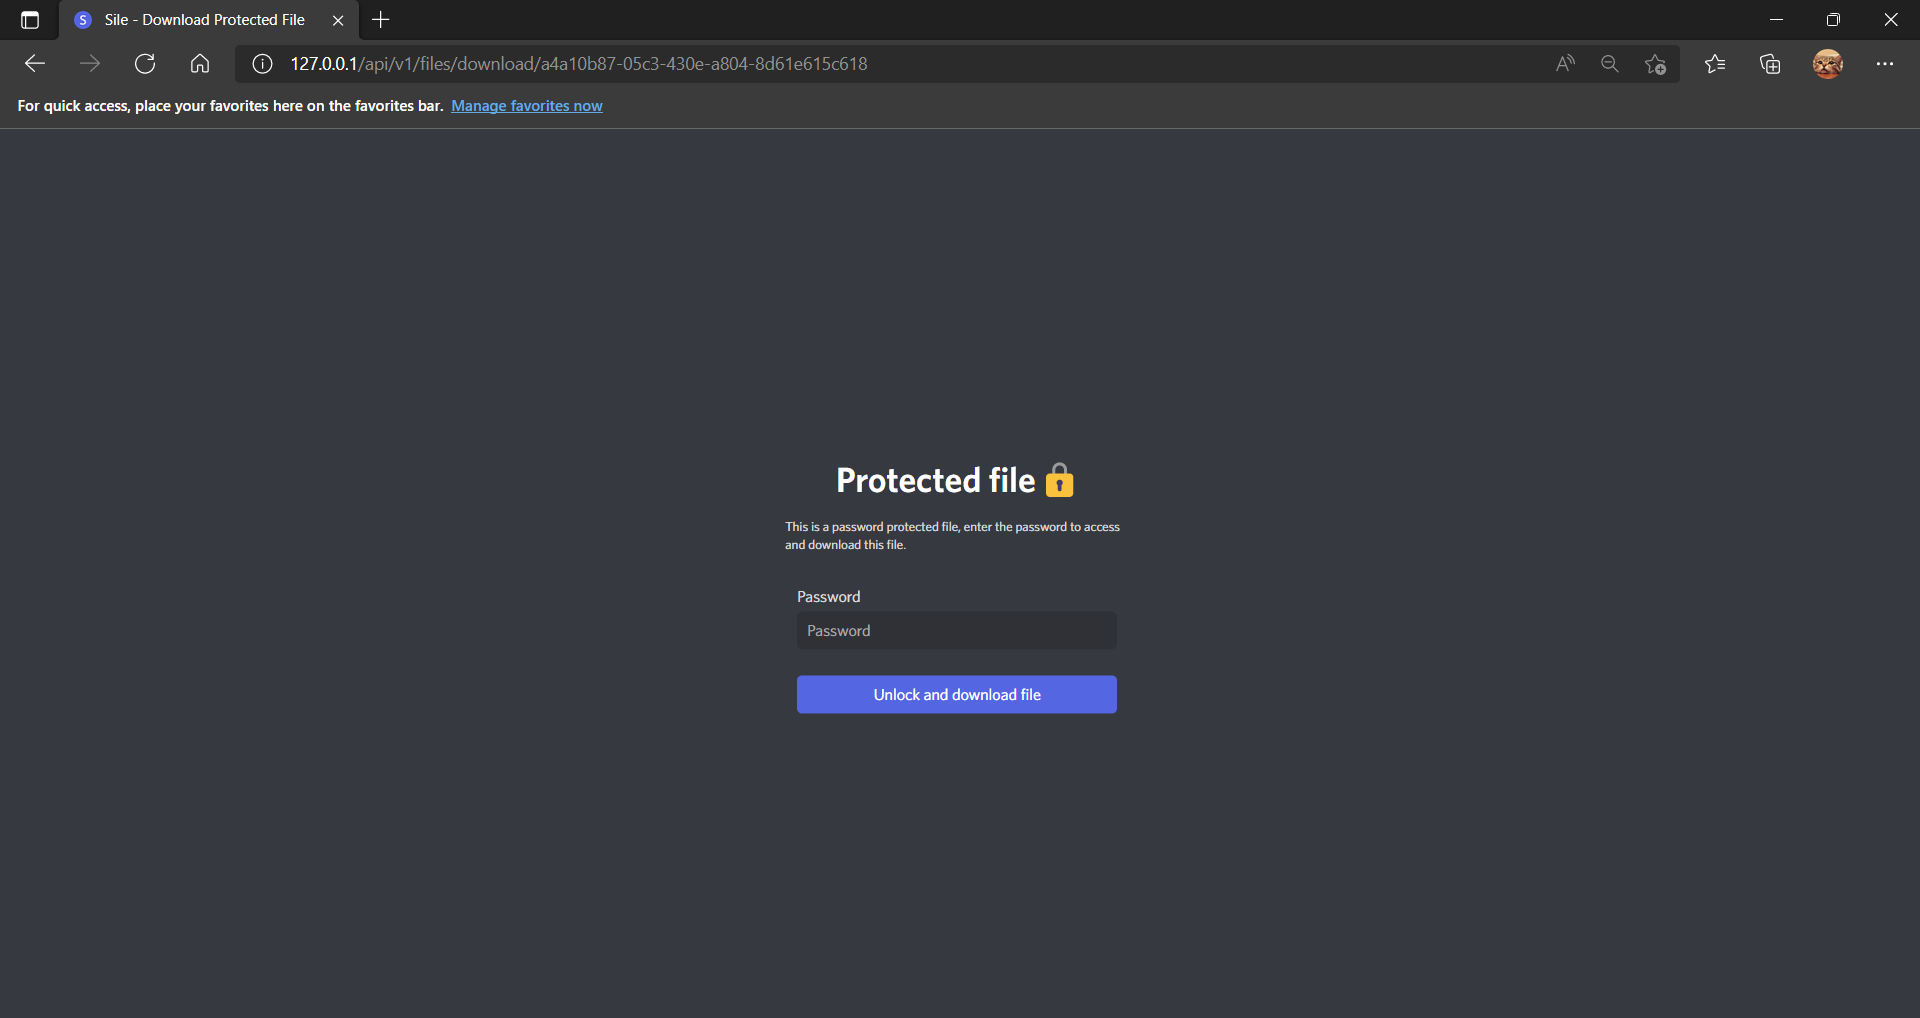 S Sile - Download Protected File
127.0.0.1/api/v1/files/download/a4a10b87-05c3-430e-a804-8d61e615c618
For quick access, place your favorites here on the favorites bar. Manage favorites now
Protected file
This is a password protected file, enter the password to access
and download this file.
Password
Password
Unlock and download file